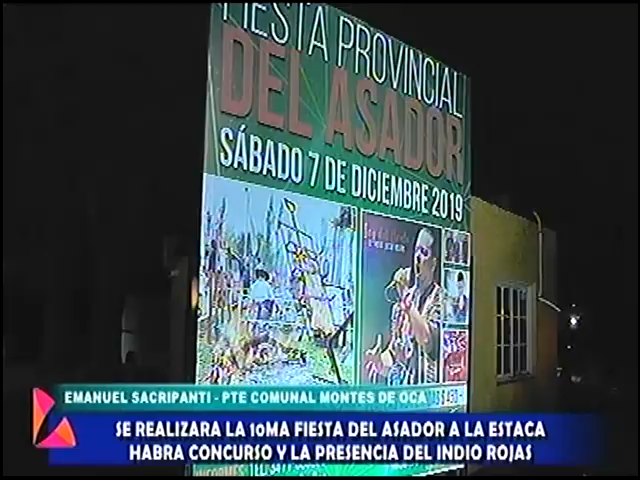 FIESTA PROVINCIAL
DEL ASADOR
SÁBADO 7 DE DICIEMBRE 2019
EMANUEL SACRIPANTI - PTE COMUNAL MONTES DE OCA
SE REALIZARA LA 10MA FIESTA DEL ASADOR A LA ESTACA
HABRA CONCURSO Y LA PRESENCIA DEL INDIO ROJAS
INFORMES